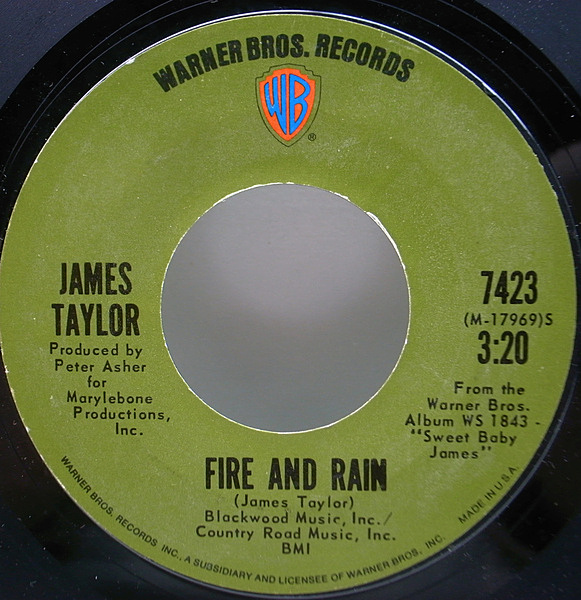 WARNER BROS. RECORDS
WB
®
JAMES
TAYLOR
Produced by
Peter Asher
for
Marylebone
Productions,
Inc.
7423
(M-17969)S
3:20
From the
Warner Bros.
Album WS 1843 -
"Sweet Baby
James"
FIRE AND RAIN
(James Taylor)
Blackwood Music, Inc./
Country Road Music, Inc.
BMI
WARNER BROS. RECORDS INC., A SUBSIDIARY AND LICENSEE OF WARNER BROS, INC. MADE IN U.S.A.